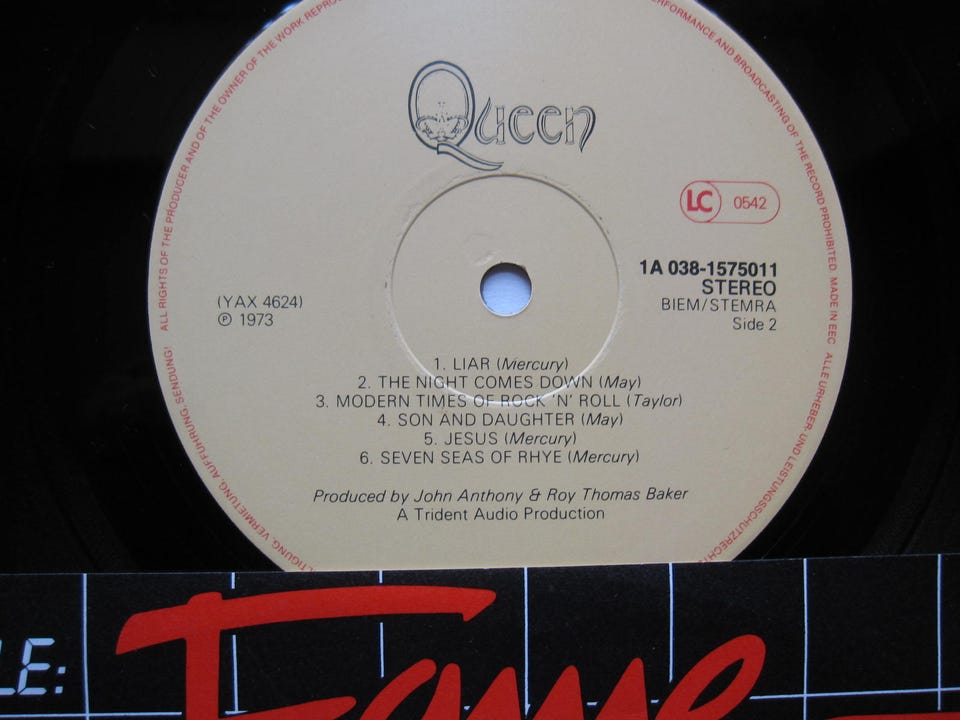 ALL RIGHTS OF THE PRODUCER AND OF THE OWNER OF THE WORK
PERFORMANCE AND BROADCASTING OF THE RECORD PROHIBITED. MADE IN EEC
ALLE URHEBER- UND LEISTUNGSSCHUTZRECHTE
VERMIETUNG, AUFFÜHRUNG, SENDUNG!
Queen
LC 0542
1A 038-1575011
STEREO
BIEM/STEMRA
Side 2
(YAX 4624)
Ⓟ 1973
1. LIAR (Mercury)
2. THE NIGHT COMES DOWN (May)
3. MODERN TIMES OF ROCK 'N' ROLL (Taylor)
4. SON AND DAUGHTER (May)
5. JESUS (Mercury)
6. SEVEN SEAS OF RHYE (Mercury)
Produced by John Anthony & Roy Thomas Baker
A Trident Audio Production
LE:
Fame